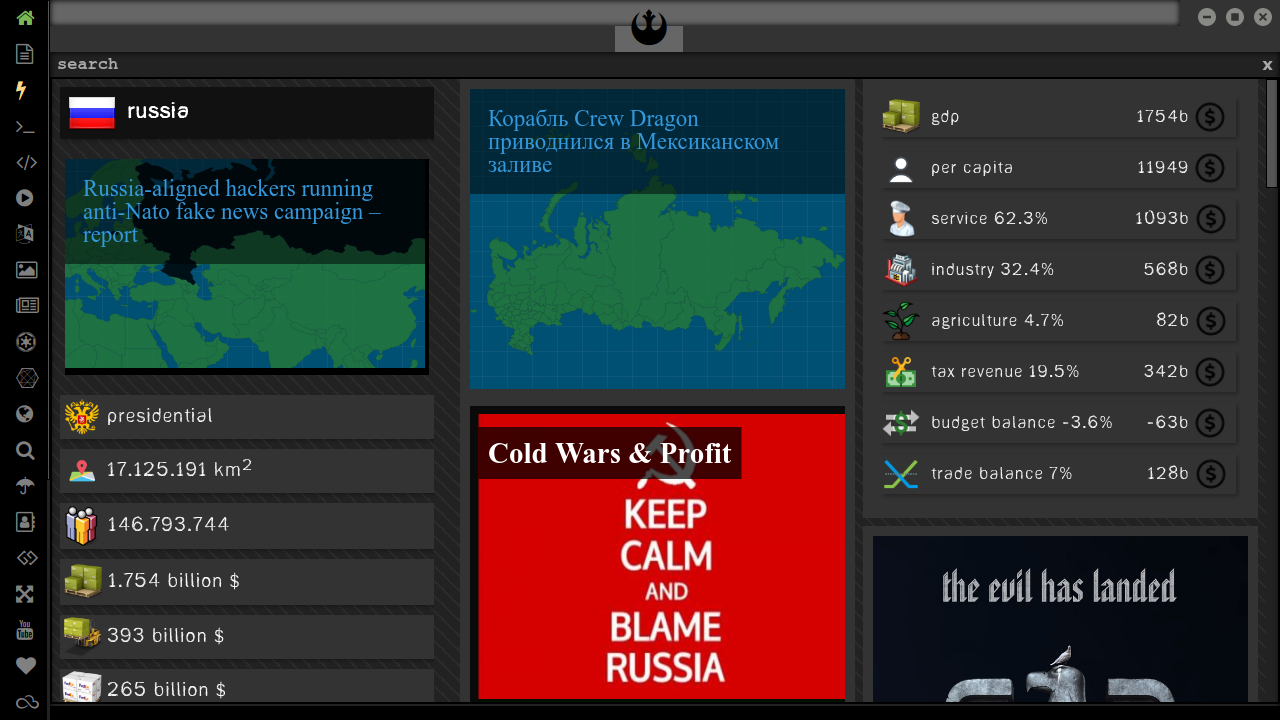 search
x
russia
Russia-aligned hackers running
anti-Nato fake news campaign –
report
presidential
17.125.191 km²
146.793.744
1.754 billion $
393 billion $
265 billion $
Корабль Crew Dragon
приводнился в Мексиканском
заливе
Cold Wars & Profit
KEEP
CALM
AND
BLAME
RUSSIA
gdp 1754b $
per capita 11949 $
service 62.3% 1093b $
industry 32.4% 568b $
agriculture 4.7% 82b $
tax revenue 19.5% 342b $
budget balance -3.6% -63b $
trade balance 7% 128b $
the evil has landed
You
Tube